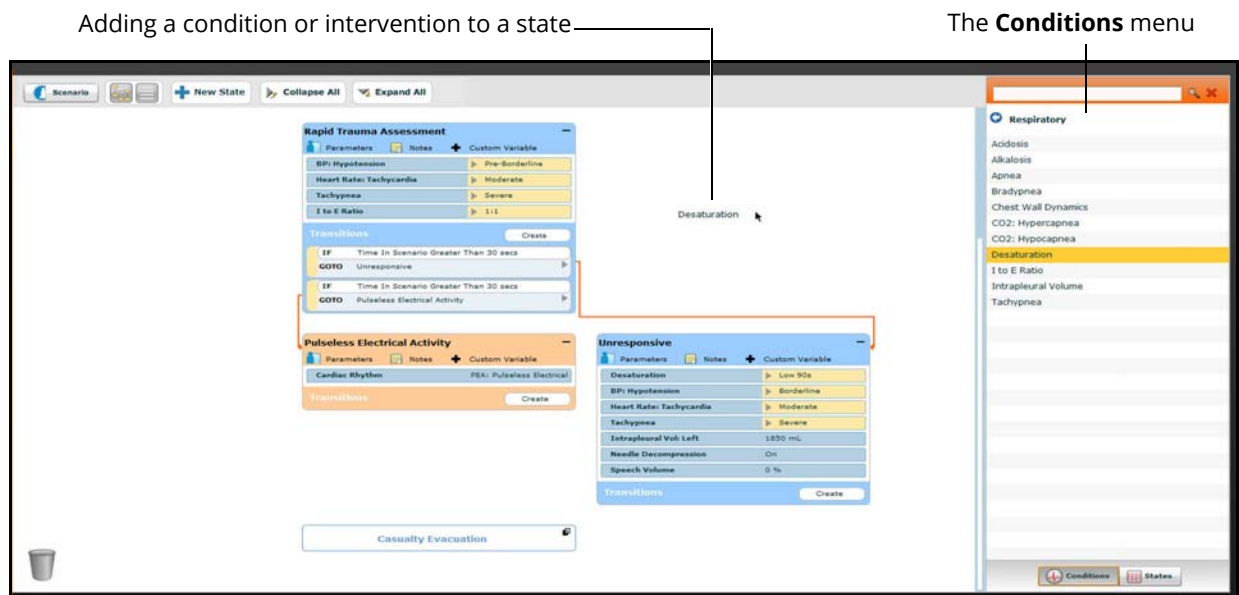 Adding a condition or intervention to a state
The Conditions menu
Scenario
New State
Collapse All
Expand All
Respiratory
Acidosis
Alkalosis
Apnea
Bradypnea
Chest Wall Dynamics
CO2: Hypercapnea
CO2: Hypocapnea
Desaturation
I to E Ratio
Intrapleural Volume
Tachypnea
Rapid Trauma Assessment
Parameters Notes Custom Variable
BP: Hypotension Pre-Borderline
Heart Rate: Tachycardia Moderate
Tachypnea Severe
I to E Ratio 1:1
Transitions Create
IF Time In Scenario Greater Than 30 secs
GOTO Unresponsive
IF Time In Scenario Greater Than 30 secs
GOTO Pulseless Electrical Activity
Desaturation
Pulseless Electrical Activity
Parameters Notes Custom Variable
Cardiac Rhythm PEA: Pulseless Electrical
Transitions Create
Unresponsive
Parameters Notes Custom Variable
Desaturation Low 90s
BP: Hypotension Borderline
Heart Rate: Tachycardia Moderate
Tachypnea Severe
Intrapleural Vol: Left 1850 mL
Needle Decompression On
Speech Volume 0 %
Transitions Create
Casualty Evacuation
Conditions States